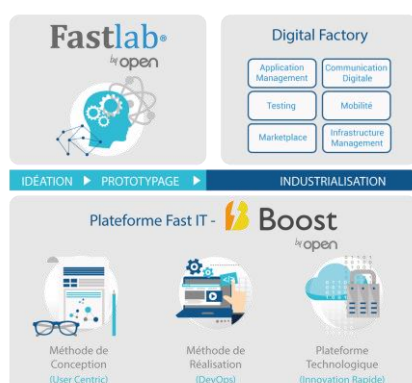 Fastlab®
by open
Digital Factory
Application
Management
Communication
Digitale
Testing
Mobilité
Marketplace
Infrastructure
Management
IDÉATION
PROTOTYPAGE
INDUSTRIALISATION
Plateforme Fast IT - Boost
by open
Méthode de
Conception
(User Centric)
Méthode de
Réalisation
(DevOps)
Plateforme
Technologique
(Innovation Rapide)